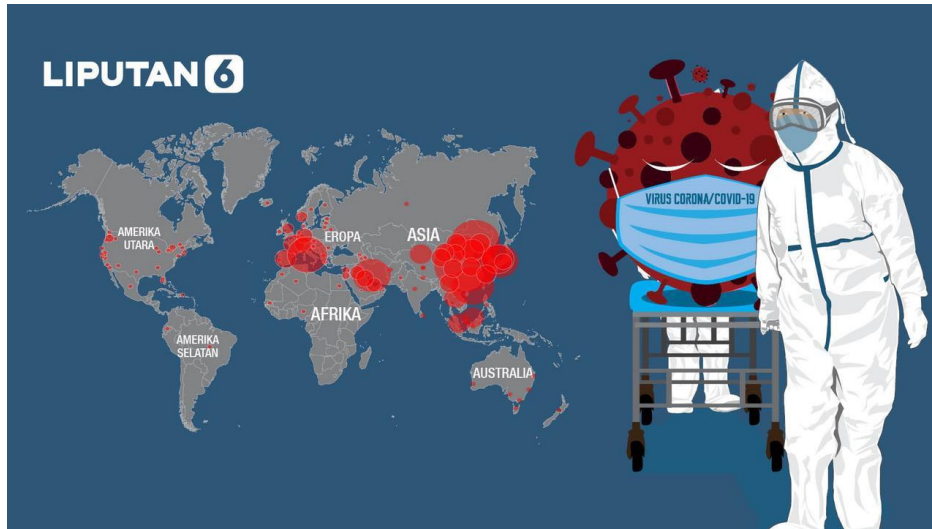 LIPUTAN 6
AMERIKA
UTARA
EROPA
ASIA
AFRIKA
AMERIKA
SELATAN
AUSTRALIA
VIRUS CORONA/COVID-19